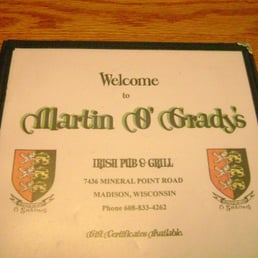 Welcome
to
Martin O' Grady's
IRISH PUB & GRILL
7436 MINERAL POINT ROAD
MADISON, WISCONSIN
Phone 608-833-4262
Gift Certificates Available